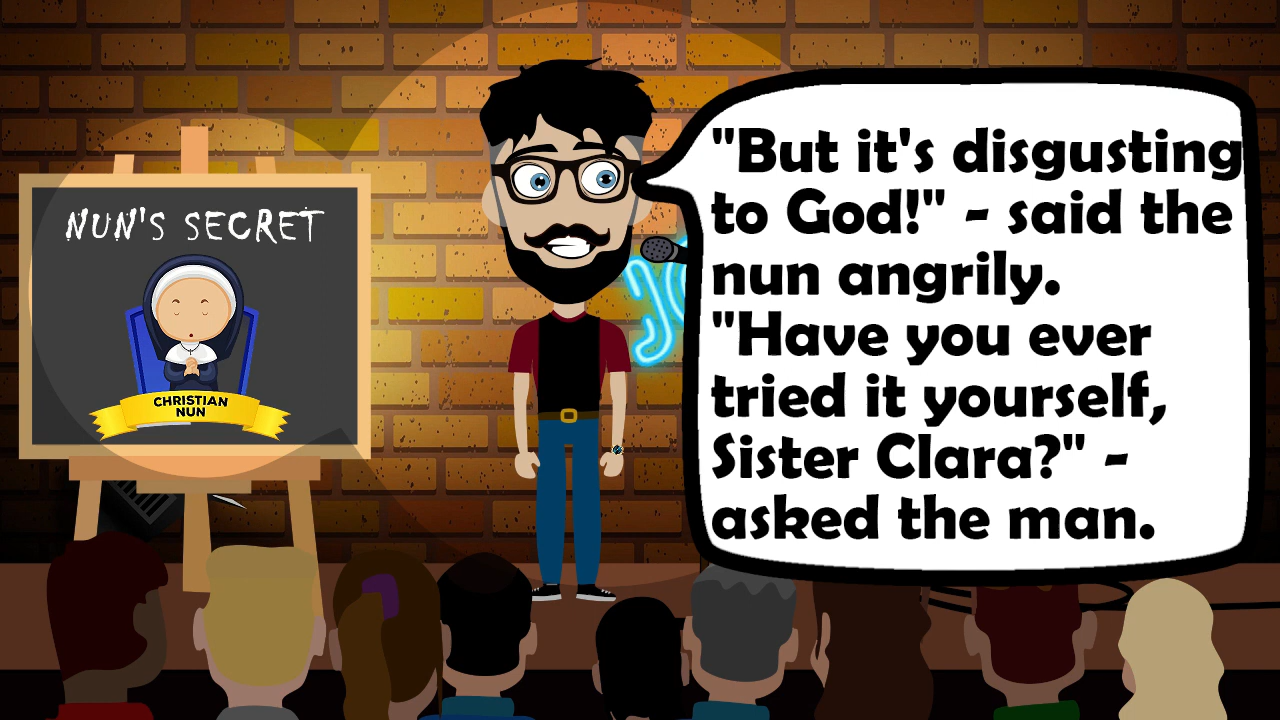 NUN'S SECRET
CHRISTIAN
NUN
"But it's disgusting
to God!" - said the
nun angrily.
"Have you ever
tried it yourself,
Sister Clara?" -
asked the man.